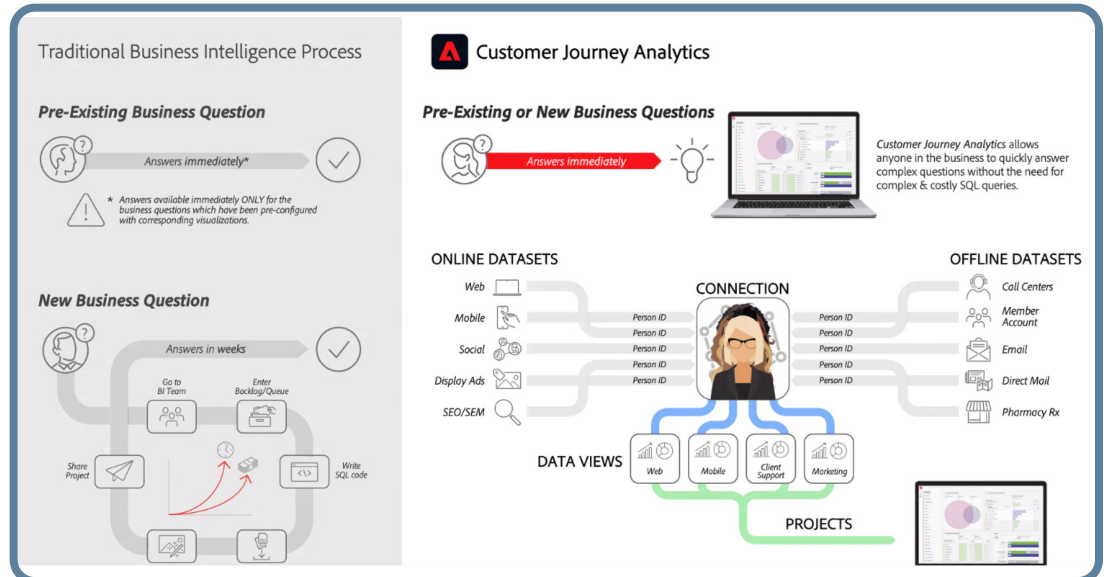 Traditional Business Intelligence Process
Pre-Existing Business Question
?
Answers immediately*
* Answers available immediately ONLY for the
business questions which have been pre-configured
with corresponding visualizations.
New Business Question
?
Answers in weeks
Go to
BI Team
Enter
Backlog/Queue
Share
Project
Write
SQL code
Customer Journey Analytics
Pre-Existing or New Business Questions
?
Answers immediately
Customer Journey Analytics allows
anyone in the business to quickly answer
complex questions without the need for
complex & costly SQL queries.
ONLINE DATASETS
Web
Mobile
Social
Display Ads
SEO/SEM
CONNECTION
Person ID
Person ID
Person ID
Person ID
Person ID
Person ID
Person ID
Person ID
Person ID
Person ID
OFFLINE DATASETS
Call Centers
Member
Account
Email
Direct Mail
Pharmacy Rx
DATA VIEWS
Web
Mobile
Client
Support
Marketing
PROJECTS